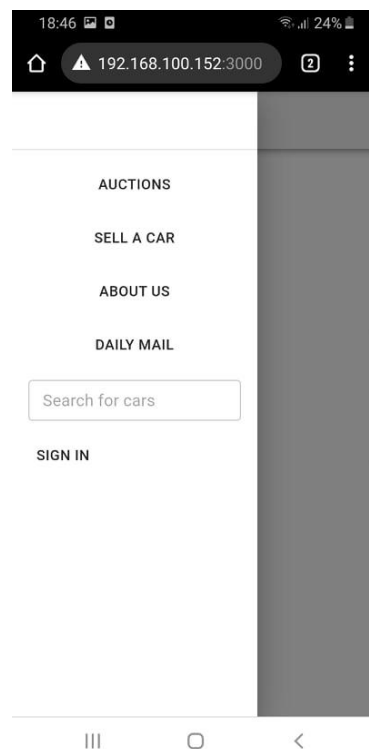 18:46 24%
192.168.100.152:3000 2
AUCTIONS
SELL A CAR
ABOUT US
DAILY MAIL
Search for cars
SIGN IN